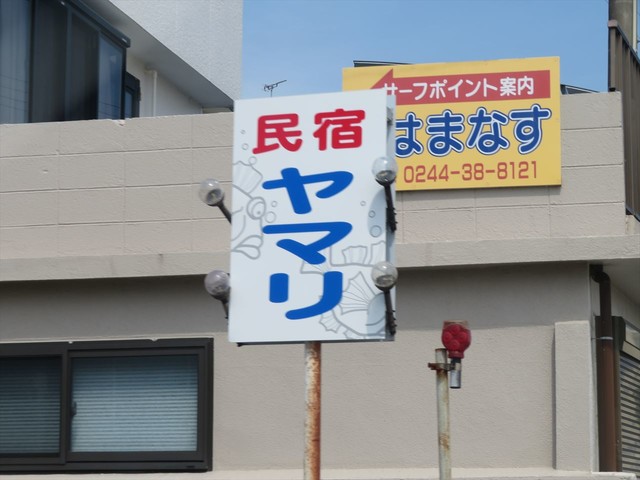 民宿
ヤマリ
サーフポイント案内
はまなす
0244-38-8121